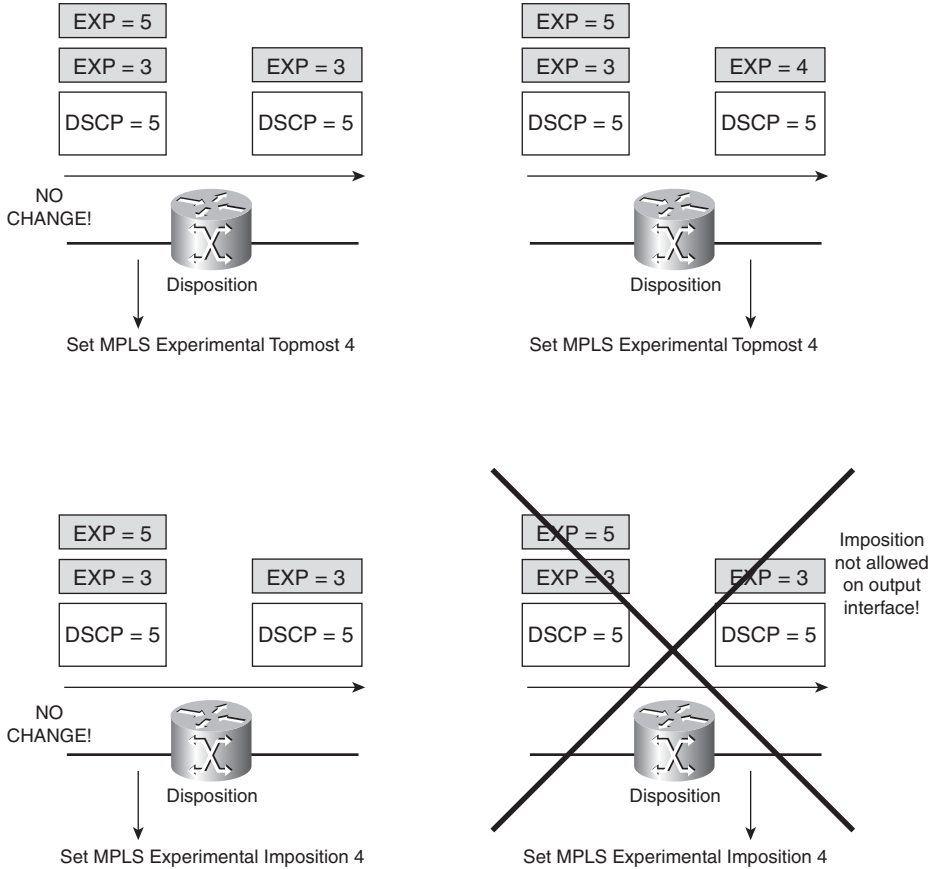 EXP = 5
EXP = 3
EXP = 3
DSCP = 5
DSCP = 5
NO
CHANGE!
Disposition
Set MPLS Experimental Topmost 4
EXP = 5
EXP = 3
EXP = 4
DSCP = 5
DSCP = 5
Disposition
Set MPLS Experimental Topmost 4
EXP = 5
EXP = 3
EXP = 3
DSCP = 5
DSCP = 5
NO
CHANGE!
Disposition
Set MPLS Experimental Imposition 4
EXP = 5
EXP = 3
EXP = 3
DSCP = 5
DSCP = 5
Imposition
not allowed
on output
interface!
Disposition
Set MPLS Experimental Imposition 4